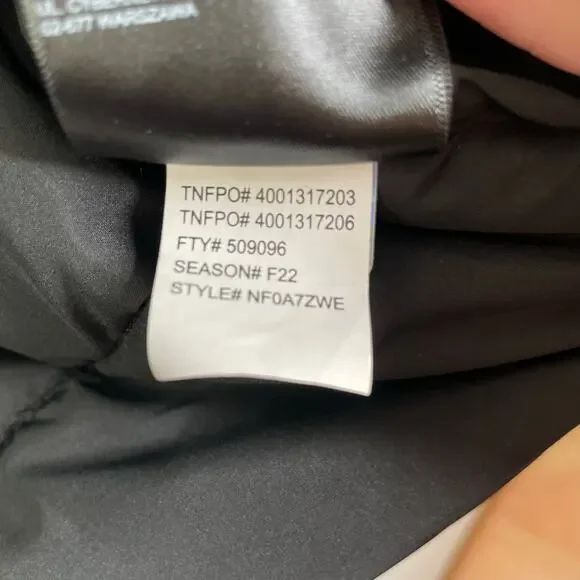 02-677 WARSZAWA
TNFPO# 4001317203
TNFPO# 4001317206
FTY# 509096
SEASON# F22
STYLE# NF0A7ZWE